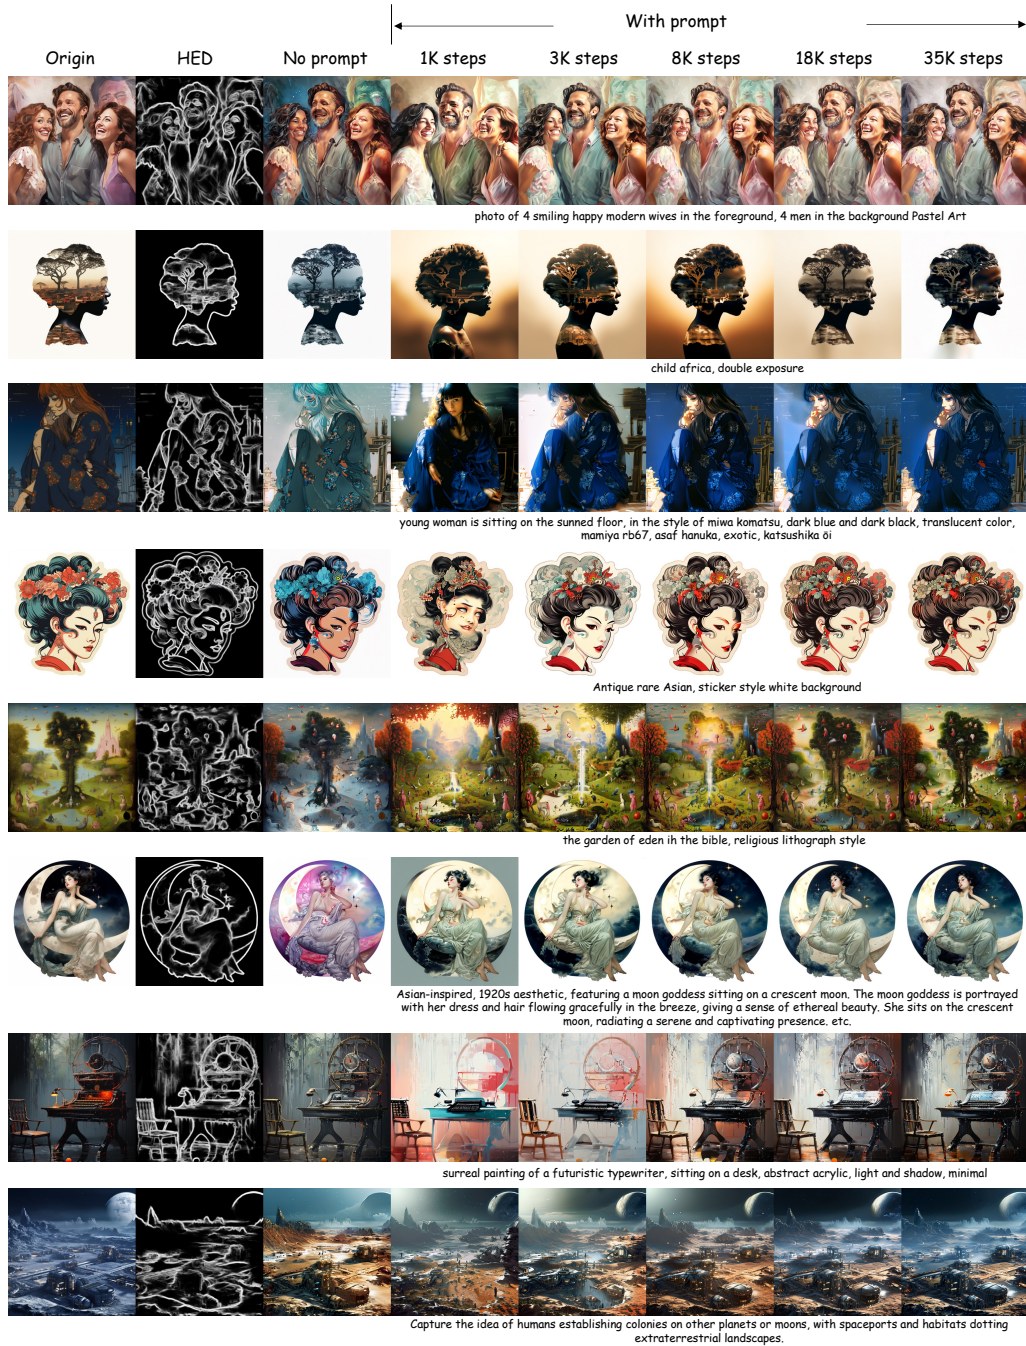 With prompt
Origin HED No prompt 1K steps 3K steps 8K steps 18K steps 35K steps
photo of 4 smiling happy modern wives in the foreground, 4 men in the background Pastel Art
child africa, double exposure
young woman is sitting on the sunned floor, in the style of miwa komatsu, dark blue and dark black, translucent color,
mamiya rb67, asaf hanuka, exotic, katsushika ōi
Antique rare Asian, sticker style white background
the garden of eden ih the bible, religious lithograph style
Asian-inspired, 1920s aesthetic, featuring a moon goddess sitting on a crescent moon. The moon goddess is portrayed
with her dress and hair flowing gracefully in the breeze, giving a sense of ethereal beauty. She sits on the crescent
moon, radiating a serene and captivating presence. etc.
surreal painting of a futuristic typewriter, sitting on a desk, abstract acrylic, light and shadow, minimal
Capture the idea of humans establishing colonies on other planets or moons, with spaceports and habitats dotting
extraterrestrial landscapes.